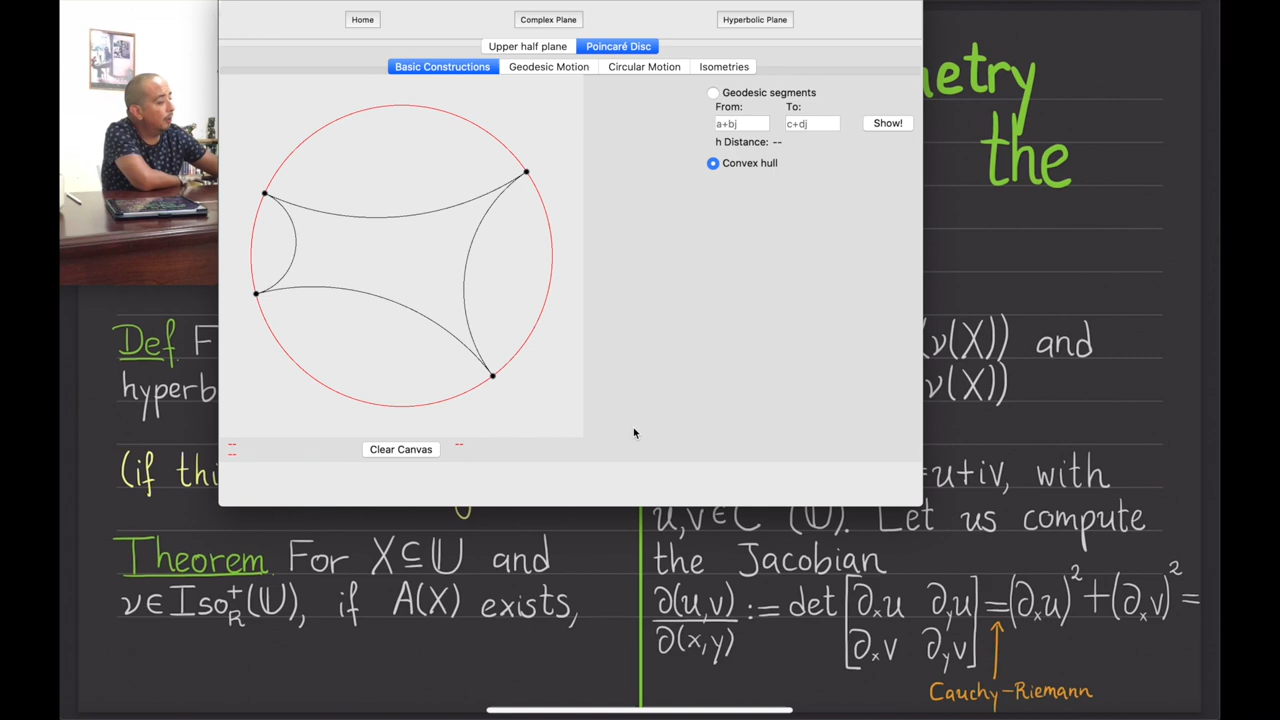 Home Complex Plane Hyperbolic Plane
Upper half plane Poincaré Disc
Basic Constructions Geodesic Motion Circular Motion Isometries
Geodesic segments
From: To:
a+bj c+dj Show!
h Distance: --
Convex hull
-- --
--
Clear Canvas
etry
the
Def. F
hyperb
(if thi
Theorem For X⊆𝕌 and
ν∈Iso⁺_ℝ(𝕌), if A(X) exists,
(ν(X)) and
ν(X))
=u+iv, with
Let us compute
the Jacobian
∂(u,v)/∂(x,y) := det [∂ₓu ∂ᵧu; ∂ₓv ∂ᵧv] = (∂ₓu)² + (∂ₓv)² =
Cauchy-Riemann